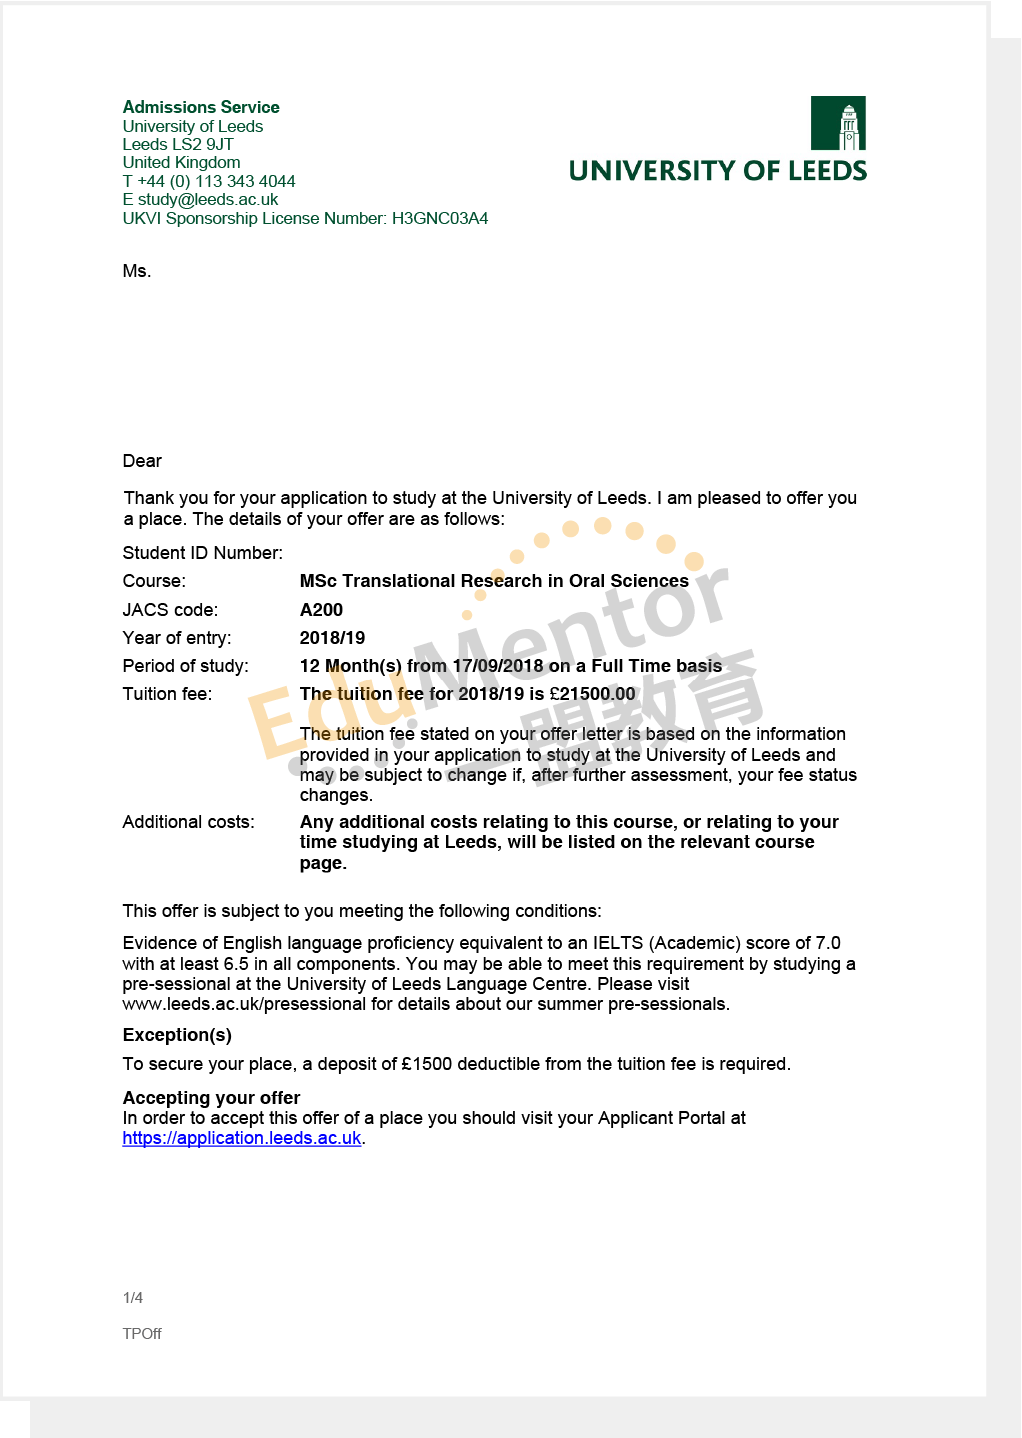 Admissions Service
University of Leeds
Leeds LS2 9JT
United Kingdom
T +44 (0) 113 343 4044
E study@leeds.ac.uk
UKVI Sponsorship License Number: H3GNC03A4
UNIVERSITY OF LEEDS
Ms.
Dear
Thank you for your application to study at the University of Leeds. I am pleased to offer you
a place. The details of your offer are as follows:
Student ID Number:
Course: MSc Translational Research in Oral Sciences
JACS code: A200
Year of entry: 2018/19
Period of study: 12 Month(s) from 17/09/2018 on a Full Time basis
Tuition fee: The tuition fee for 2018/19 is £21500.00
The tuition fee stated on your offer letter is based on the information
provided in your application to study at the University of Leeds and
may be subject to change if, after further assessment, your fee status
changes.
Additional costs: Any additional costs relating to this course, or relating to your
time studying at Leeds, will be listed on the relevant course
page.
This offer is subject to you meeting the following conditions:
Evidence of English language proficiency equivalent to an IELTS (Academic) score of 7.0
with at least 6.5 in all components. You may be able to meet this requirement by studying a
pre-sessional at the University of Leeds Language Centre. Please visit
www.leeds.ac.uk/presessional for details about our summer pre-sessionals.
Exception(s)
To secure your place, a deposit of £1500 deductible from the tuition fee is required.
Accepting your offer
In order to accept this offer of a place you should visit your Applicant Portal at
https://application.leeds.ac.uk.
1/4
TPOff
EduMentor
一盟教育